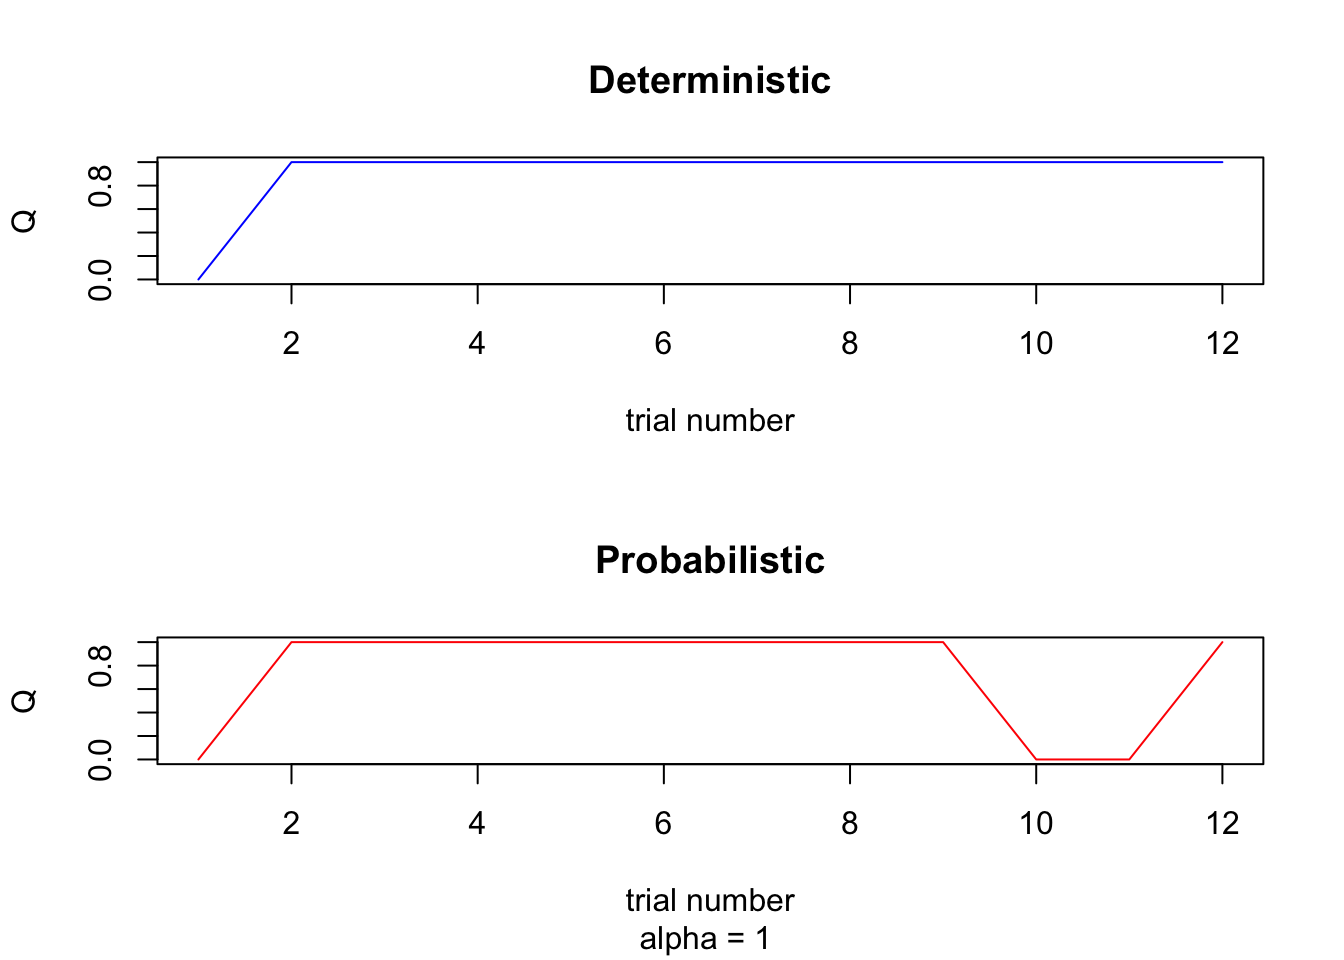 Deterministic
Q
0.8
0.0
2 4 6 8 10 12
trial number
Probabilistic
Q
0.8
0.0
2 4 6 8 10 12
trial number
alpha = 1